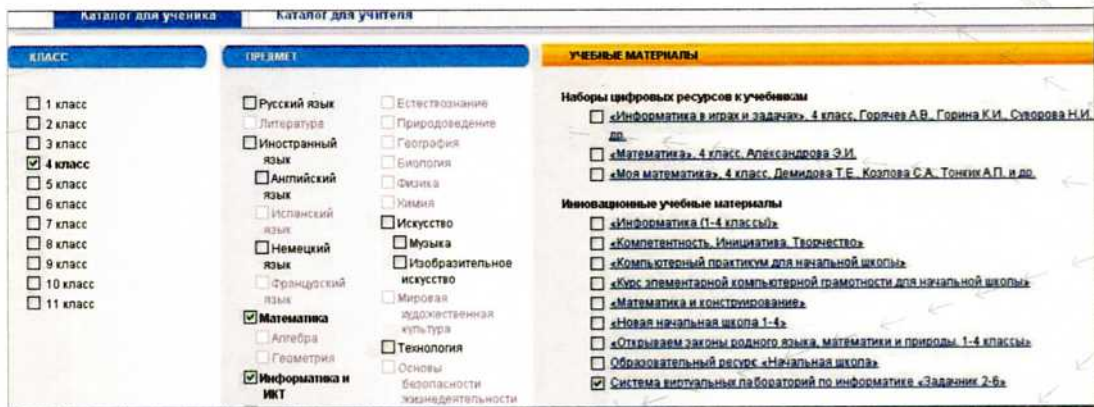 Каталог для ученика
Каталог для учителя
КЛАСС
1 класс
2 класс
3 класс
4 класс
5 класс
6 класс
7 класс
8 класс
9 класс
10 класс
11 класс
ПРЕДМЕТ
Русский язык
Литература
Иностранный
язык
Английский
язык
Испанский
язык
Немецкий
язык
Французский
язык
Математика
Алгебра
Геометрия
Информатика и
ИКТ
Естествознание
Природоведение
География
Биология
Физика
Химия
Искусство
Музыка
Изобразительное
искусство
Мировая
художественная
культура
Технология
Основы
безопасности
жизнедеятельности
УЧЕБНЫЕ МАТЕРИАЛЫ
Наборы цифровых ресурсов к учебникам
«Информатика в играх и задачах», 4 класс, Горячев А.В., Горина К.И., Суворова Н.И.
др.
«Математика», 4 класс, Александрова Э.И.
«Моя математика», 4 класс, Демидова Т.Е., Козлова С.А., Тонких А.П. и др.
Инновационные учебные материалы
«Информатика (1-4 классы)»
«Компетентность. Инициатива. Творчество»
«Компьютерный практикум для начальной школы»
«Курс элементарной компьютерной грамотности для начальной школы»
«Математика и конструирование»
«Новая начальная школа 1-4»
«Открываем законы родного языка, математики и природы. 1-4 классы»
Образовательный ресурс «Начальная школа»
Система виртуальных лабораторий по информатике «Задачник 2-6»